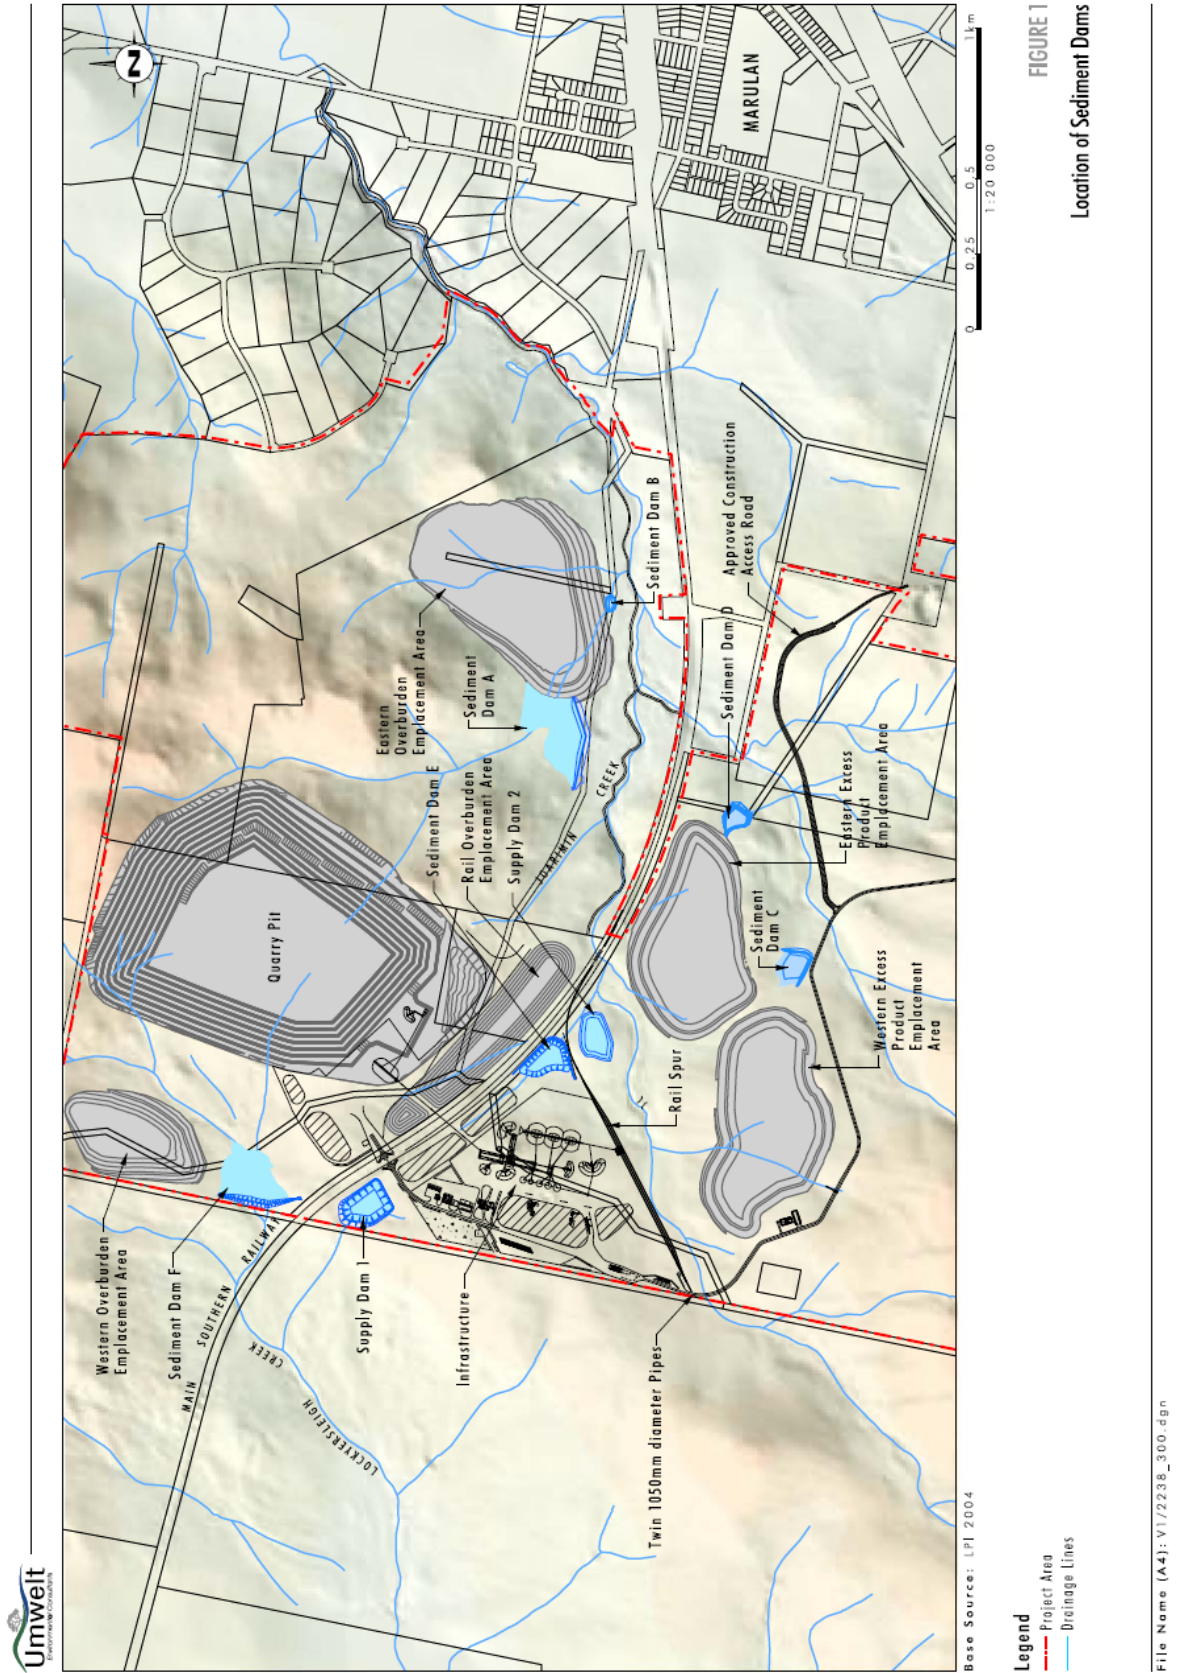 Umwelt
Environmental Consultants
N
Western Overburden
Emplacement Area
Sediment Dam F
MAIN SOUTHERN RAILWAY
LOCKYERSLEIGH CREEK
Supply Dam 1
Infrastructure
Twin 1050mm diameter Pipes
Quarry Pit
Eastern
Overburden
Emplacement Area
Sediment
Dam A
Sediment Dam E
Rail Overburden
Emplacement Area
Supply Dam 2
JOARIMIN CREEK
Sediment Dam B
Sediment Dam D
Approved Construction
Access Road
Rail Spur
Sediment
Dam C
Eastern Excess
Product
Emplacement Area
Western Excess
Product
Emplacement
Area
MARULAN
Base Source: LPI 2004
0 0.25 0.5 1km
1:20 000
Legend
Project Area
Drainage Lines
FIGURE 1
Location of Sediment Dams
File Name (A4): V1/2238_300.dgn